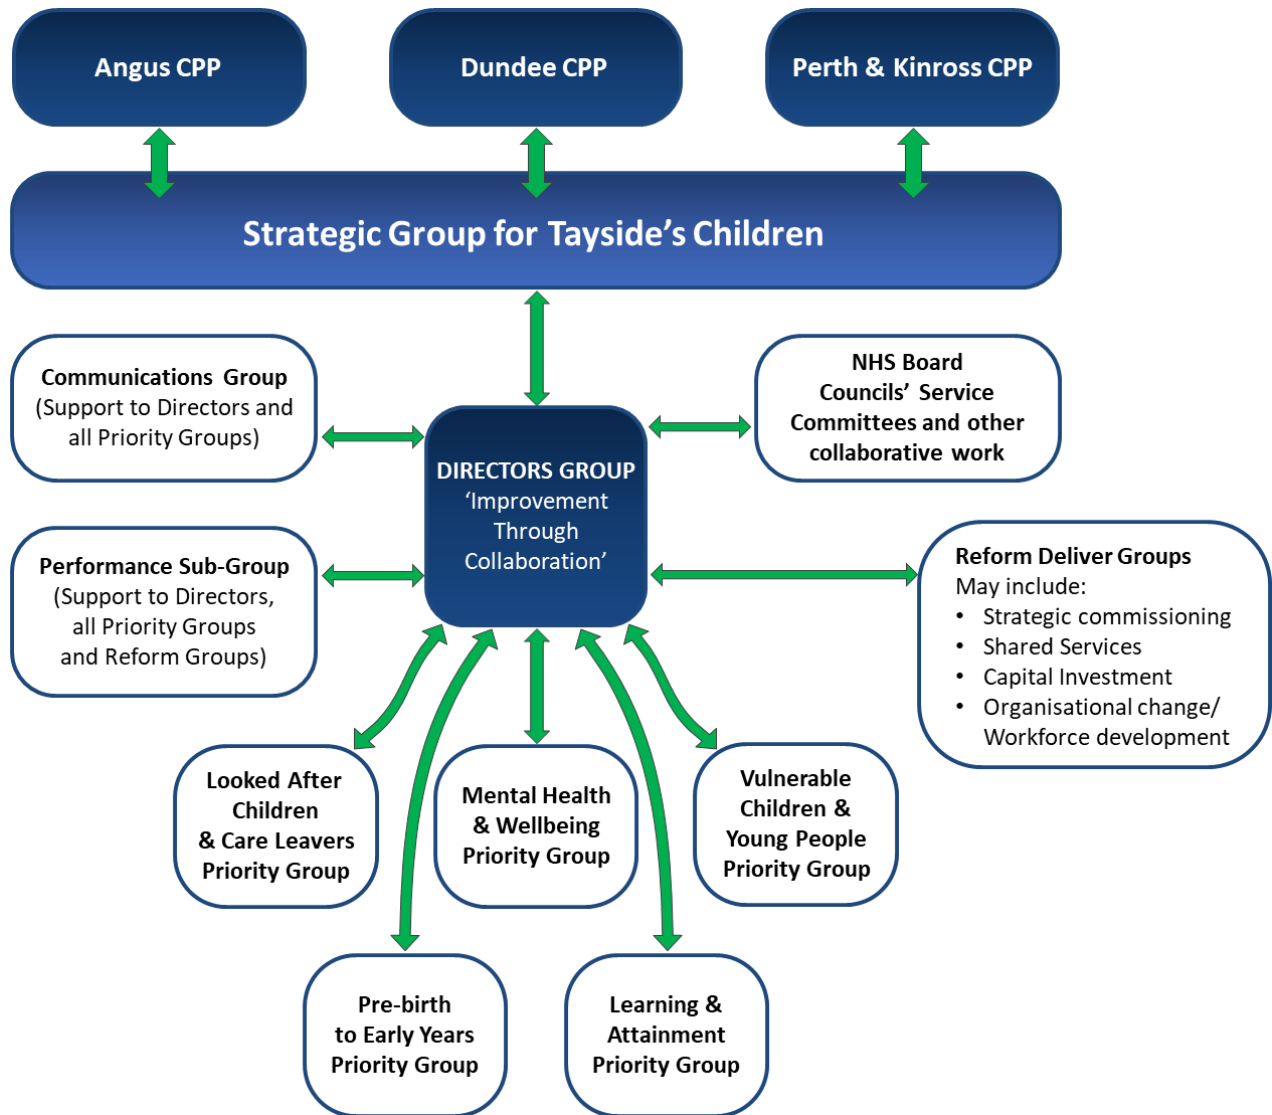 Angus CPP
Dundee CPP
Perth & Kinross CPP
Strategic Group for Tayside’s Children
Communications Group
(Support to Directors and
all Priority Groups)
NHS Board
Councils’ Service
Committees and other
collaborative work
DIRECTORS GROUP
‘Improvement
Through
Collaboration’
Performance Sub-Group
(Support to Directors,
all Priority Groups
and Reform Groups)
Reform Deliver Groups
May include:
• Strategic commissioning
• Shared Services
• Capital Investment
• Organisational change/
Workforce development
Looked After
Children
& Care Leavers
Priority Group
Mental Health
& Wellbeing
Priority Group
Vulnerable
Children &
Young People
Priority Group
Pre-birth
to Early Years
Priority Group
Learning &
Attainment
Priority Group